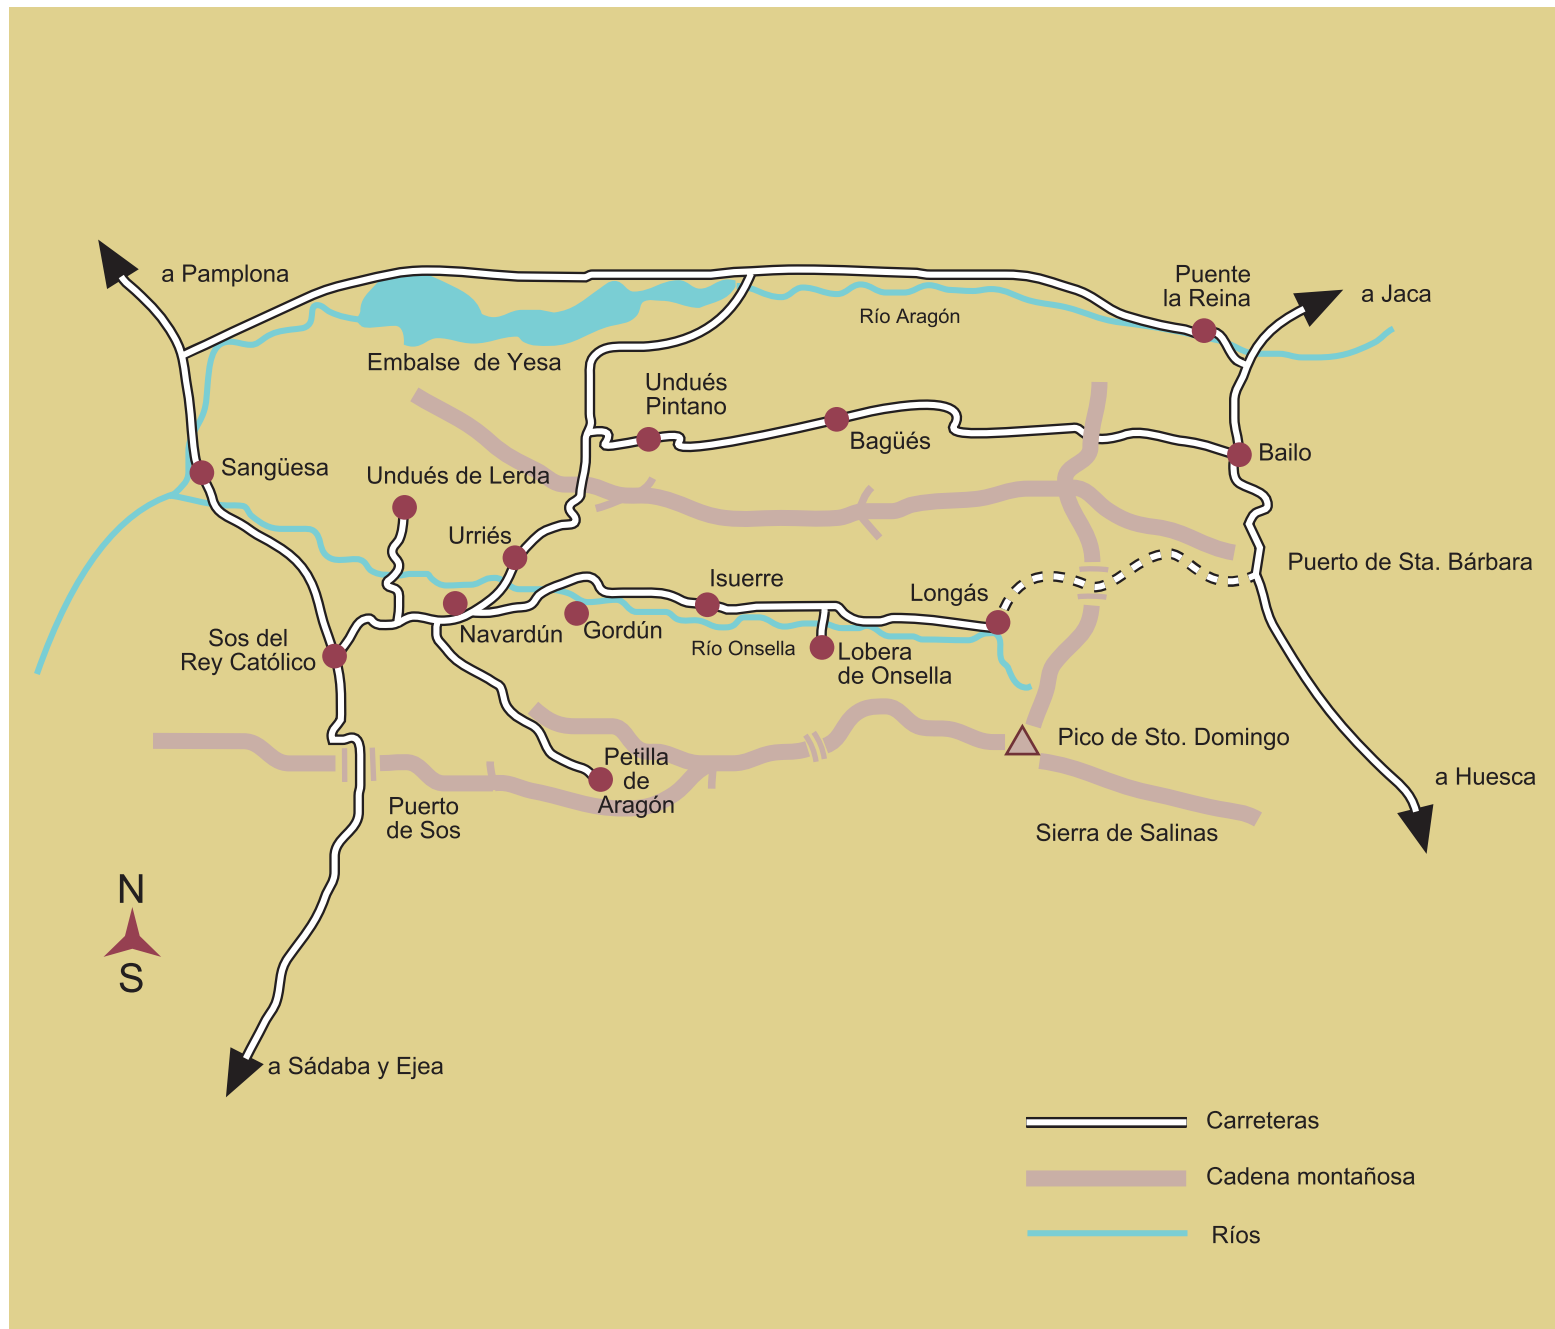 a Pamplona
Puente
la Reina
a Jaca
Río Aragón
Embalse de Yesa
Undués
Pintano
Bagüés
Bailo
Sangüesa
Undués de Lerda
Urriés
Puerto de Sta. Bárbara
Isuerre
Longás
Navardún
Gordún
Sos del
Rey Católico
Río Onsella
Lobera
de Onsella
Pico de Sto. Domingo
Petilla
de
Aragón
a Huesca
Puerto
de Sos
Sierra de Salinas
N
S
a Sádaba y Ejea
Carreteras
Cadena montañosa
Ríos